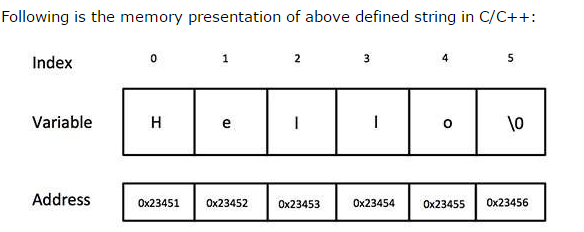 Following is the memory presentation of above defined string in C/C++:
Index 0 1 2 3 4 5
Variable H e l l o \0
Address 0x23451 0x23452 0x23453 0x23454 0x23455 0x23456